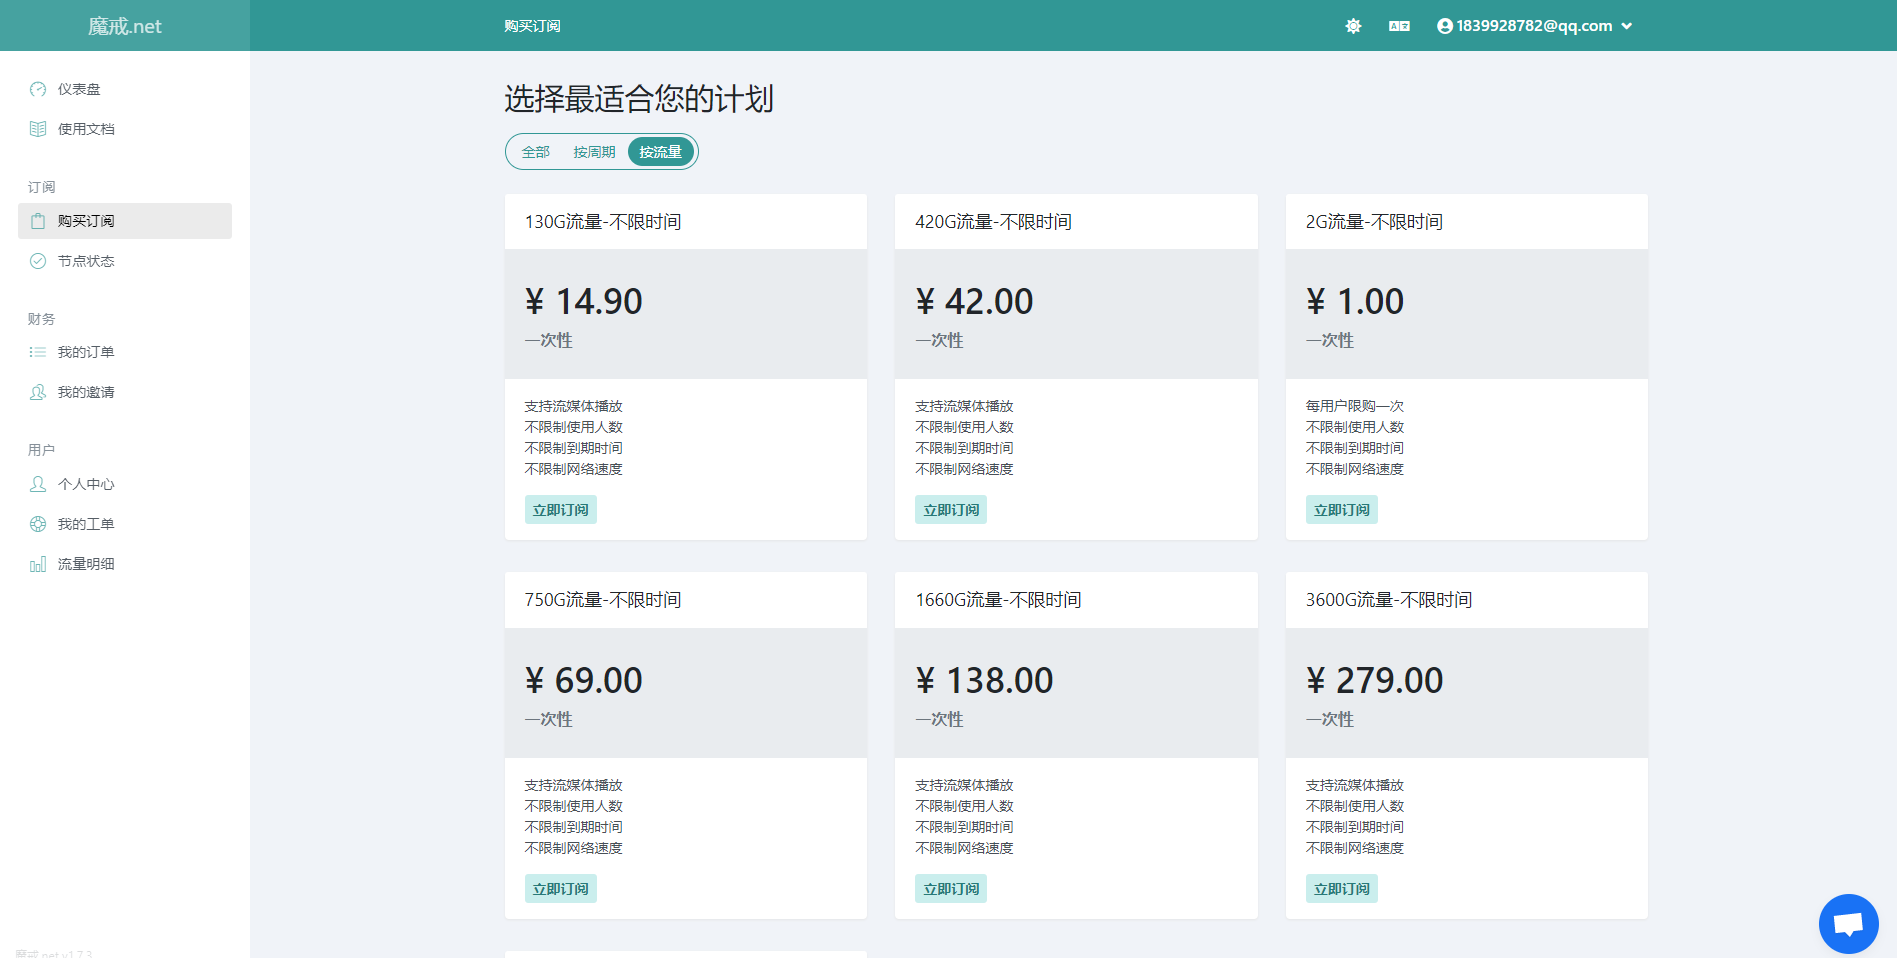 魔戒.net
购买订阅
1839928782@qq.com
仪表盘
使用文档
订阅
购买订阅
节点状态
财务
我的订单
我的邀请
用户
个人中心
我的工单
流量明细
魔戒.net v1.7.3
选择最适合您的计划
全部 按周期 按流量
130G流量-不限时间
¥ 14.90
一次性
支持流媒体播放
不限制使用人数
不限制到期时间
不限制网络速度
立即订阅
420G流量-不限时间
¥ 42.00
一次性
支持流媒体播放
不限制使用人数
不限制到期时间
不限制网络速度
立即订阅
2G流量-不限时间
¥ 1.00
一次性
每用户限购一次
不限制使用人数
不限制到期时间
不限制网络速度
立即订阅
750G流量-不限时间
¥ 69.00
一次性
支持流媒体播放
不限制使用人数
不限制到期时间
不限制网络速度
立即订阅
1660G流量-不限时间
¥ 138.00
一次性
支持流媒体播放
不限制使用人数
不限制到期时间
不限制网络速度
立即订阅
3600G流量-不限时间
¥ 279.00
一次性
支持流媒体播放
不限制使用人数
不限制到期时间
不限制网络速度
立即订阅